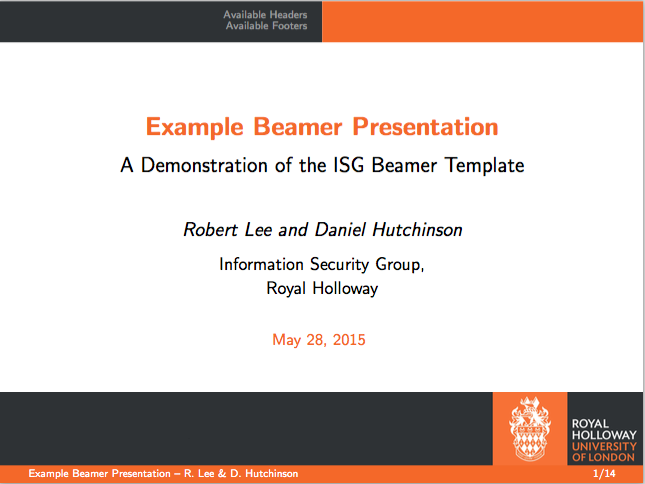 Available Headers
Available Footers
Example Beamer Presentation
A Demonstration of the ISG Beamer Template
Robert Lee and Daniel Hutchinson
Information Security Group,
Royal Holloway
May 28, 2015
ROYAL
HOLLOWAY
UNIVERSITY
OF LONDON
Example Beamer Presentation – R. Lee & D. Hutchinson
1/14